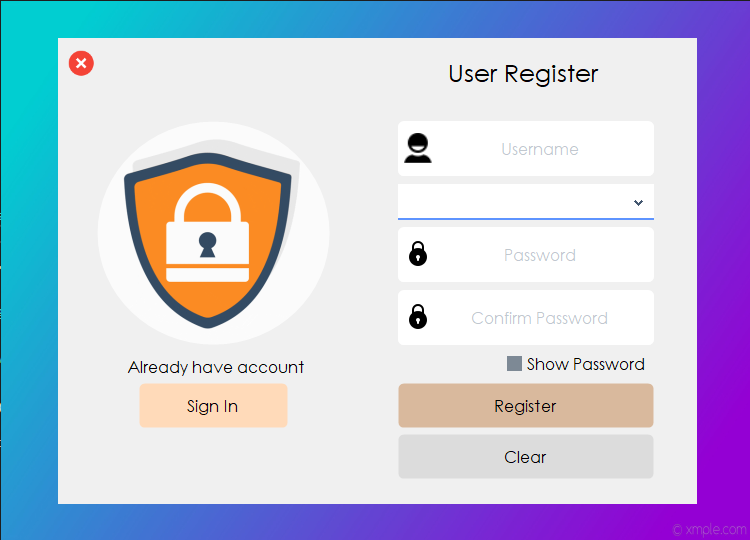 User Register
Username
Password
Confirm Password
Show Password
Already have account
Sign In
Register
Clear
© xmple.com